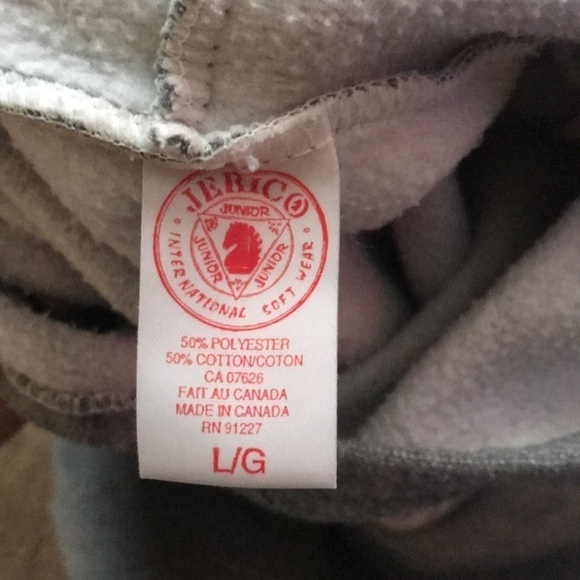 JERICO
JUNIOR
JUNIOR
JUNIOR
INTERNATIONAL SOFT WEAR
50% POLYESTER
50% COTTON/COTON
CA 07626
FAIT AU CANADA
MADE IN CANADA
RN 91227
L/G